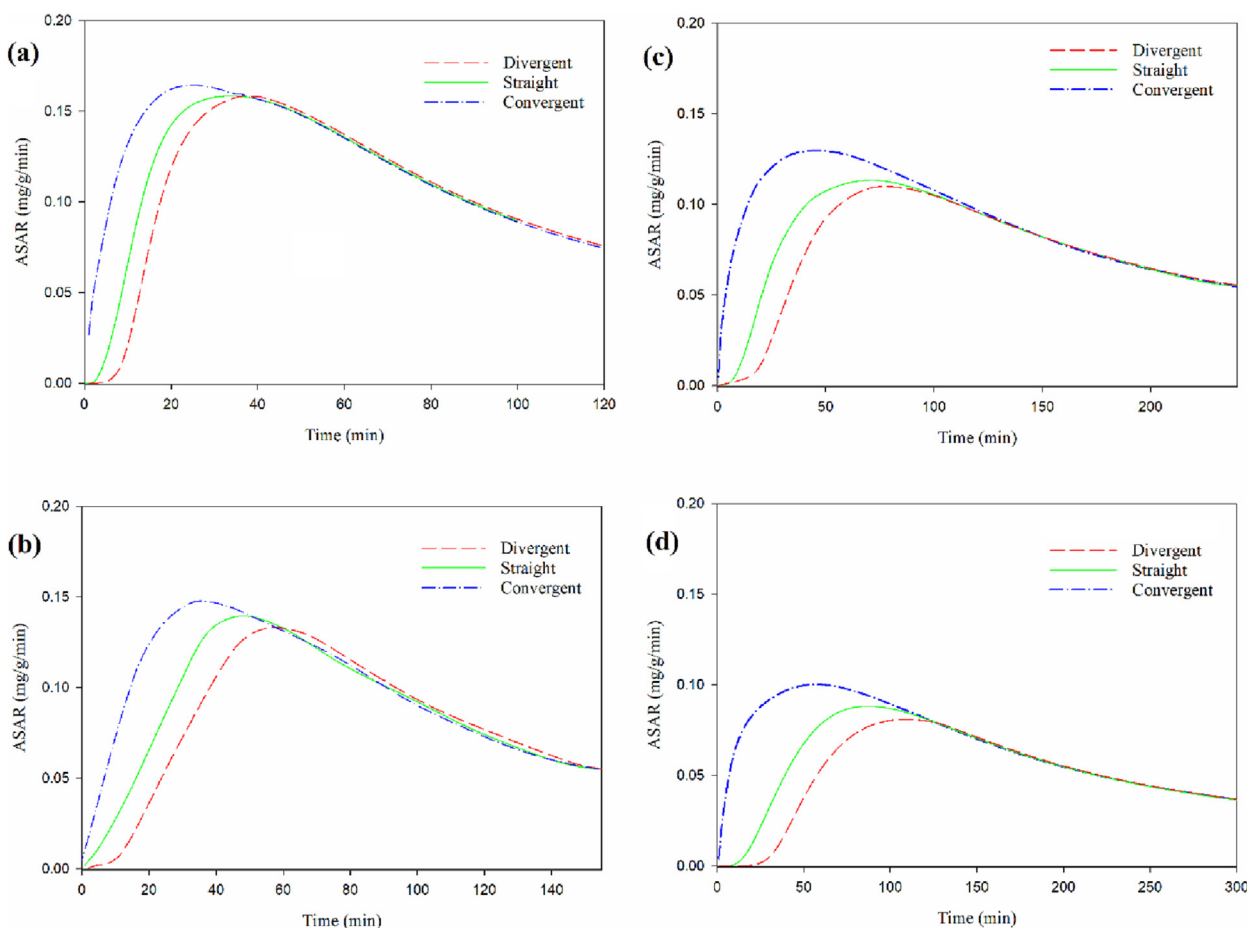 (a)
0.20
0.15
0.10
0.05
0.00
ASAR (mg/g/min)
Divergent
Straight
Convergent
0 20 40 60 80 100 120
Time (min)
(c)
0.20
0.15
0.10
0.05
0.00
ASAR (mg/g/min)
Divergent
Straight
Convergent
0 50 100 150 200
Time (min)
(b)
0.20
0.15
0.10
0.05
0.00
ASAR (mg/g/min)
Divergent
Straight
Convergent
0 20 40 60 80 100 120 140
Time (min)
(d)
0.20
0.15
0.10
0.05
0.00
ASAR (mg/g/min)
Divergent
Straight
Convergent
0 50 100 150 200 250 300
Time (min)